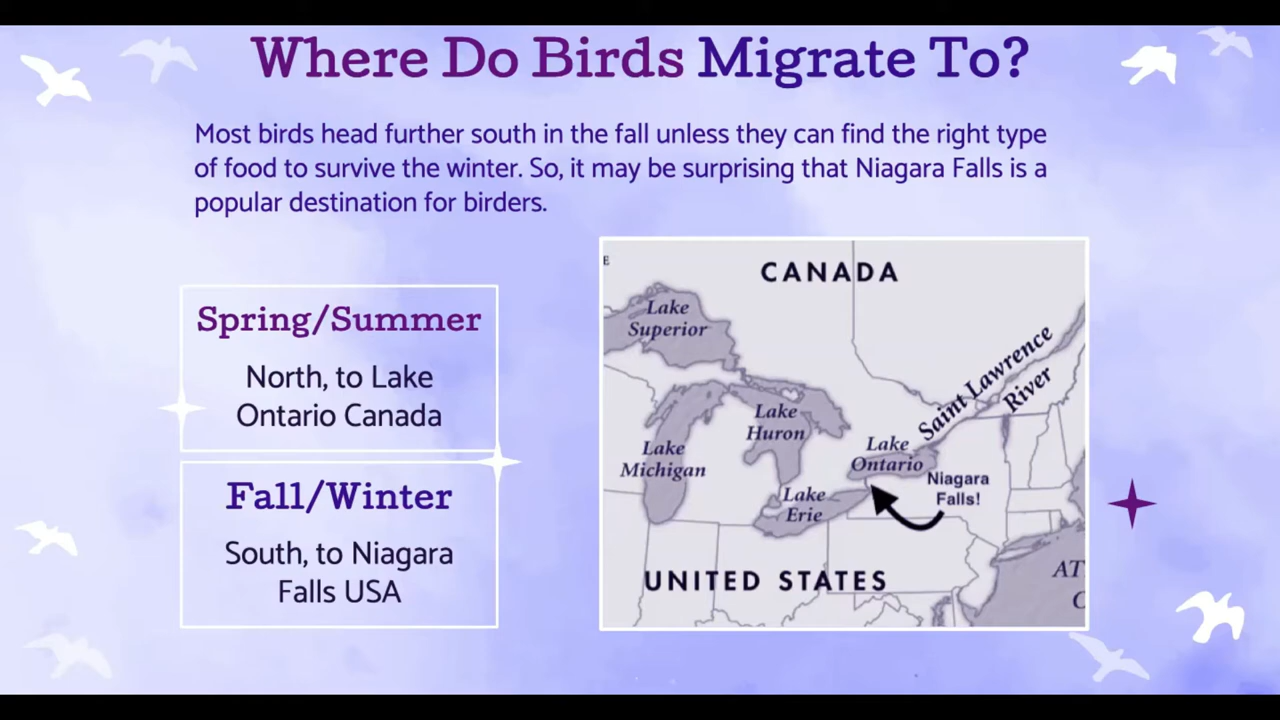 Where Do Birds Migrate To?
Most birds head further south in the fall unless they can find the right type
of food to survive the winter. So, it may be surprising that Niagara Falls is a
popular destination for birders.
Spring/Summer
North, to Lake
Ontario Canada
Fall/Winter
South, to Niagara
Falls USA
E
CANADA
Lake
Superior
Saint Lawrence
River
Lake
Huron
Lake
Michigan
Lake
Ontario
Niagara
Falls!
Lake
Erie
UNITED STATES
AT
C